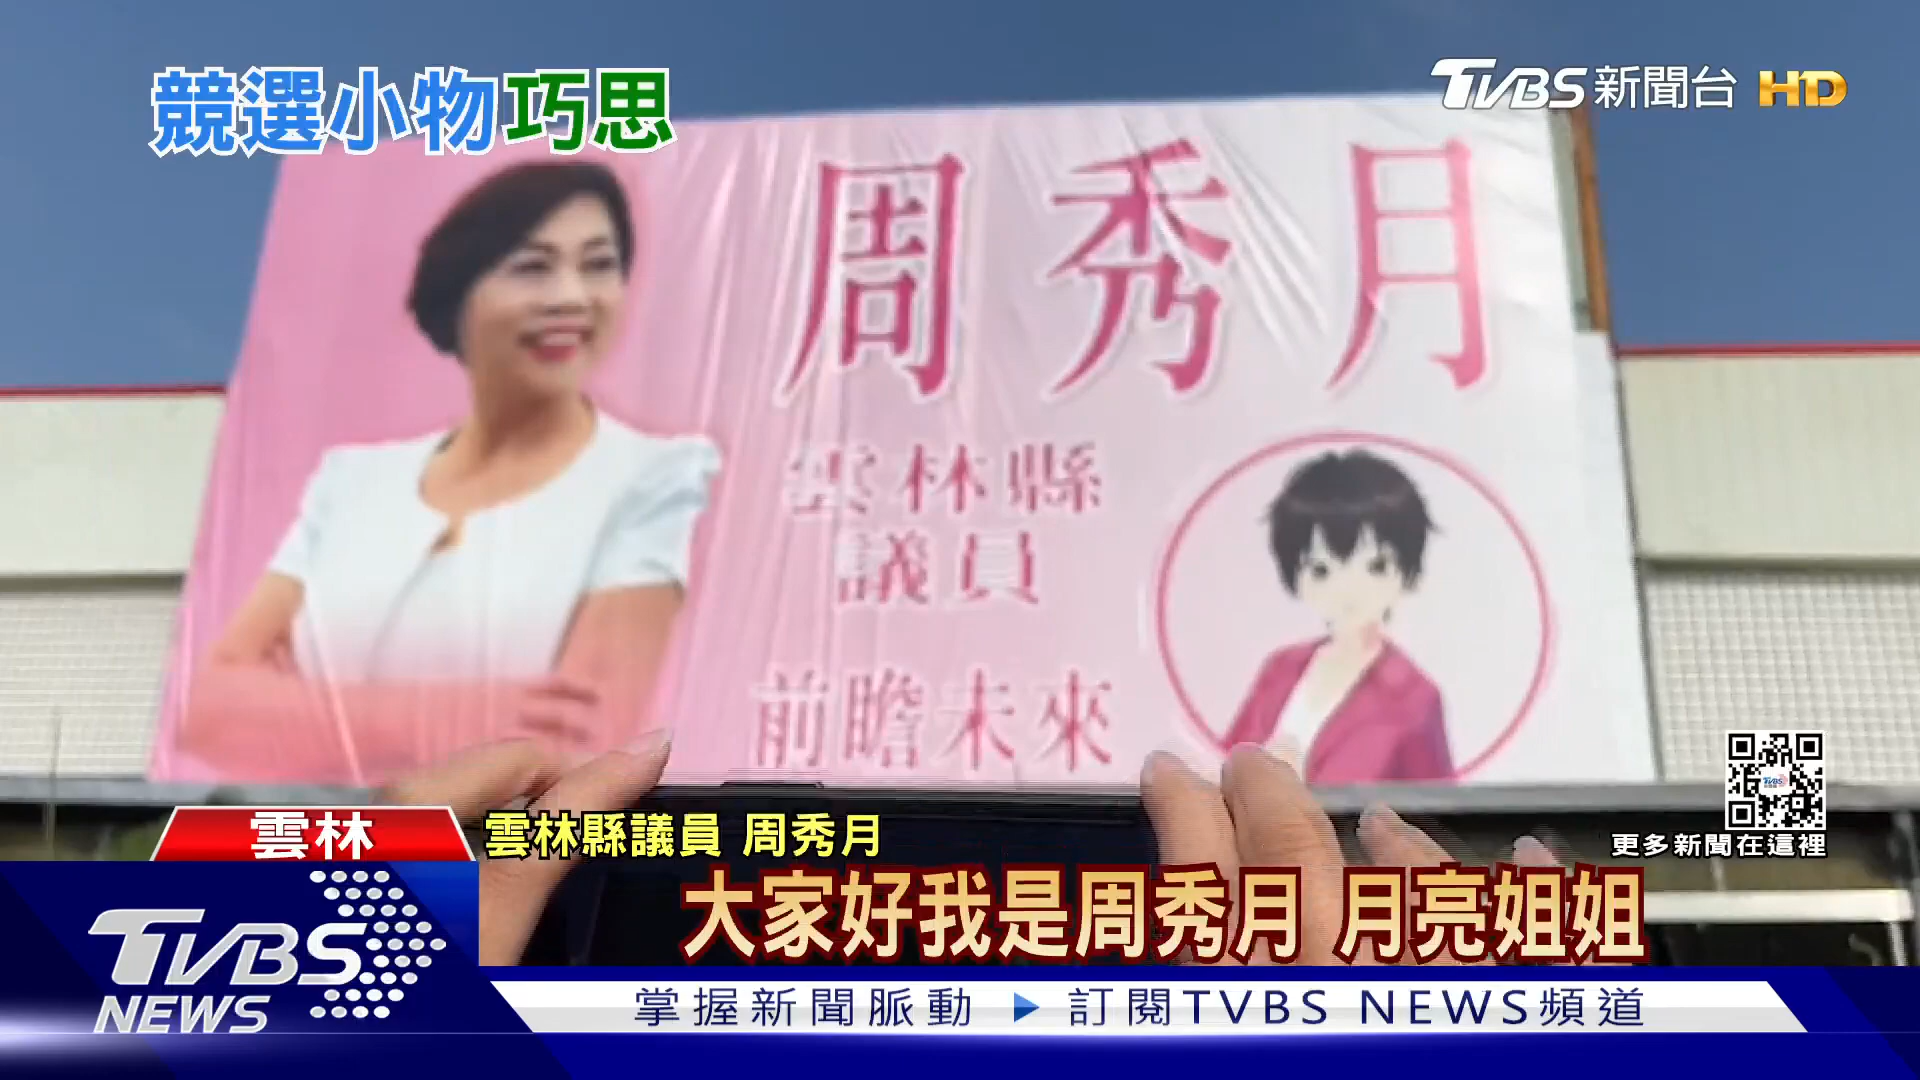 競選小物巧思
TVBS新聞台 HD
周秀月
雲林縣
議員
前瞻未來
TVBS
更多新聞在這裡
雲林
雲林縣議員 周秀月
大家好我是周秀月 月亮姐姐
TVBS
NEWS
掌握新聞脈動 ▶ 訂閱TVBS NEWS頻道